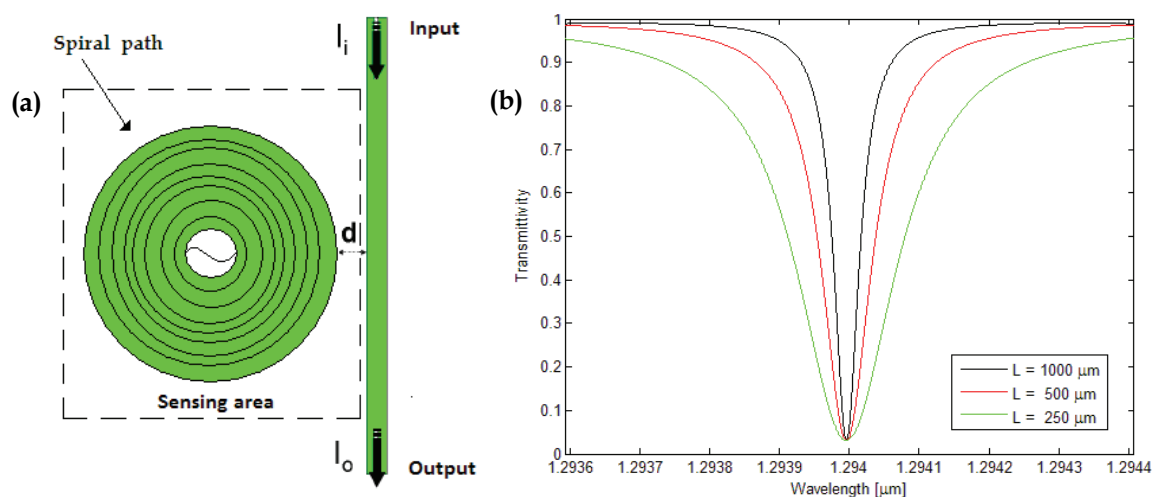 (a)
Spiral path
I_i
Input
d
Sensing area
I_o
Output
(b)
Transmittivity
1
0.9
0.8
0.7
0.6
0.5
0.4
0.3
0.2
0.1
0
L = 1000 μm
L = 500 μm
L = 250 μm
1.2936 1.2937 1.2938 1.2939 1.294 1.2941 1.2942 1.2943 1.2944
Wavelength [μm]